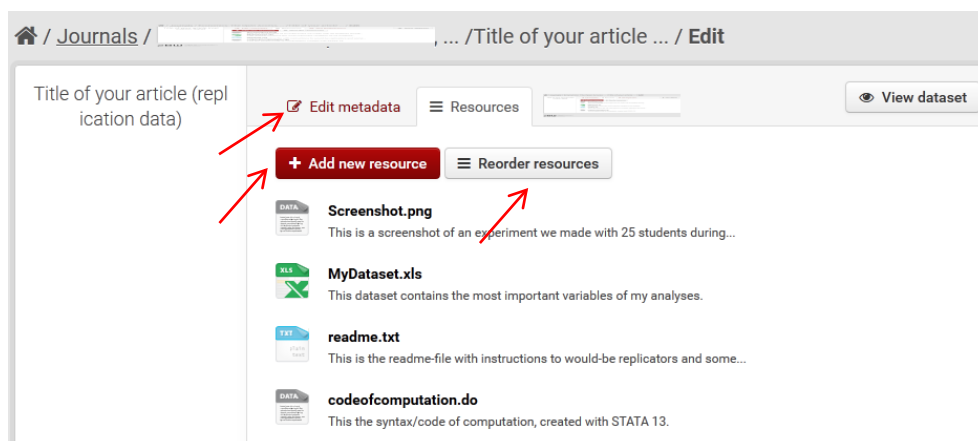 / Journals / , ... /Title of your article ... / Edit
Title of your article (repl
ication data)
Edit metadata
Resources
View dataset
+ Add new resource
Reorder resources
DATA
Screenshot.png
This is a screenshot of an experiment we made with 25 students during...
XLS
MyDataset.xls
This dataset contains the most important variables of my analyses.
TXT
readme.txt
This is the readme-file with instructions to would-be replicators and some...
DATA
codeofcomputation.do
This the syntax/code of computation, created with STATA 13.